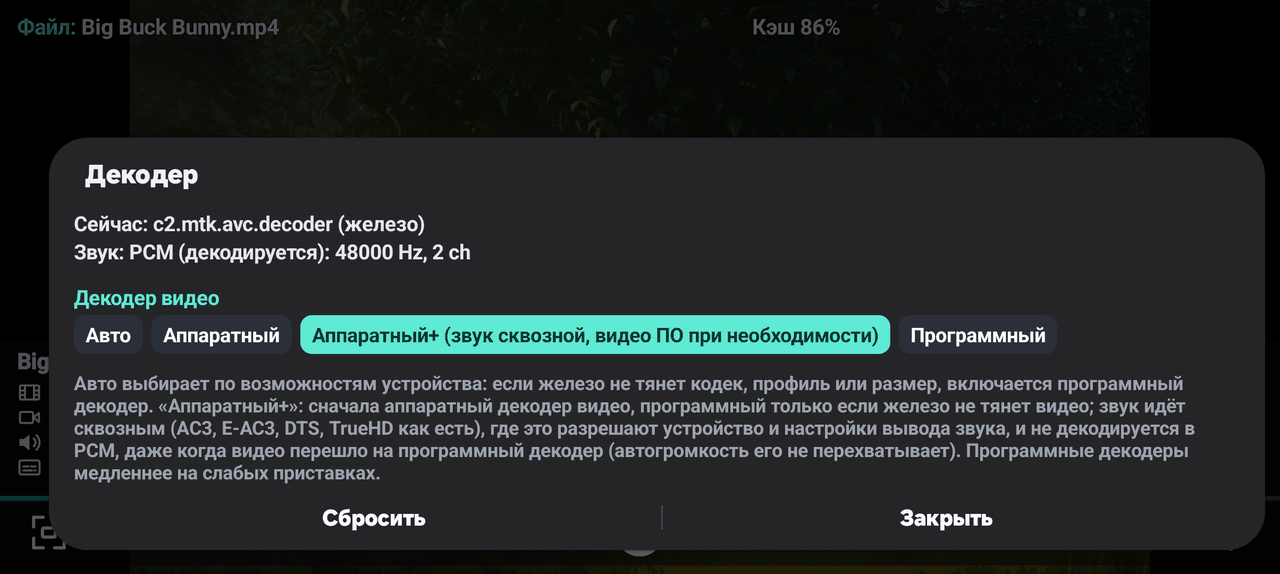 Файл: Big Buck Bunny.mp4
Кэш 86%
Декодер
Сейчас: c2.mtk.avc.decoder (железо)
Звук: PCM (декодируется): 48000 Hz, 2 ch
Декодер видео
Авто
Аппаратный
Аппаратный+ (звук сквозной, видео ПО при необходимости)
Программный
Big
Авто выбирает по возможностям устройства: если железо не тянет кодек, профиль или размер, включается программный
декодер. «Аппаратный+»: сначала аппаратный декодер видео, программный только если железо не тянет видео; звук идёт
сквозным (AC3, E-AC3, DTS, TrueHD как есть), где это разрешают устройство и настройки вывода звука, и не декодируется в
PCM, даже когда видео перешло на программный декодер (автогромкость его не перехватывает). Программные декодеры
медленнее на слабых приставках.
Сбросить
Закрыть